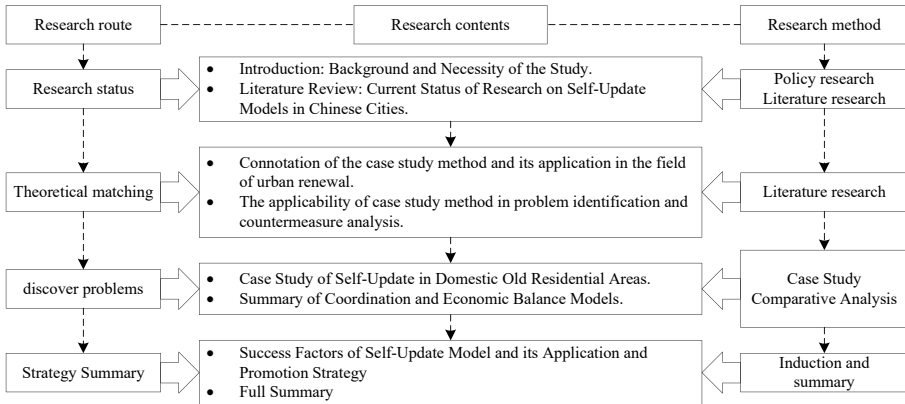 Research route
Research contents
Research method
Research status
• Introduction: Background and Necessity of the Study.
• Literature Review: Current Status of Research on Self-Update
Models in Chinese Cities.
Policy research
Literature research
Theoretical matching
• Connotation of the case study method and its application in the field
of urban renewal.
• The applicability of case study method in problem identification and
countermeasure analysis.
Literature research
discover problems
• Case Study of Self-Update in Domestic Old Residential Areas.
• Summary of Coordination and Economic Balance Models.
Case Study
Comparative Analysis
Strategy Summary
• Success Factors of Self-Update Model and its Application and
Promotion Strategy
• Full Summary
Induction and
summary